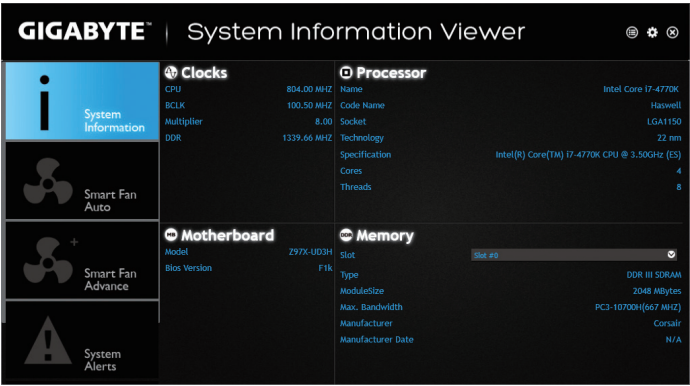 GIGABYTE™ System Information Viewer
System
Information
Smart Fan
Auto
Smart Fan
Advance
System
Alerts
Clocks
CPU 804.00 MHZ
BCLK 100.50 MHZ
Multiplier 8.00
DDR 1339.66 MHZ
Processor
Name Intel Core i7-4770K
Code Name Haswell
Socket LGA1150
Technology 22 nm
Specification Intel(R) Core(TM) i7-4770K CPU @ 3.50GHz (ES)
Cores 4
Threads 8
MB Motherboard
Model Z97X-UD3H
Bios Version F1k
DDR Memory
Slot Slot #0
Type DDR III SDRAM
ModuleSize 2048 MBytes
Max. Bandwidth PC3-10700H(667 MHZ)
Manufacturer Corsair
Manufacturer Date N/A